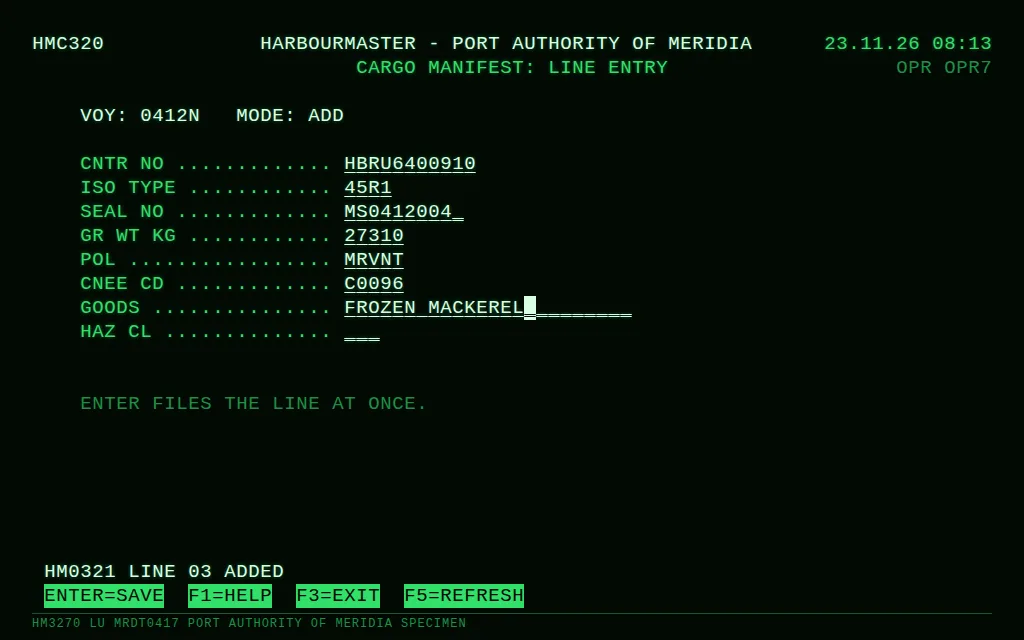 HMC320 HARBOURMASTER - PORT AUTHORITY OF MERIDIA 23.11.26 08:13
CARGO MANIFEST: LINE ENTRY OPR OPR7
VOY: 0412N MODE: ADD
CNTR NO ............. HBRU6400910
ISO TYPE ............ 45R1
SEAL NO ............. MS0412004_
GR WT KG ............ 27310
POL ................. MRVNT
CNEE CD ............. C0096
GOODS ............... FROZEN MACKEREL_________
HAZ CL .............. ___
ENTER FILES THE LINE AT ONCE.
HM0321 LINE 03 ADDED
ENTER=SAVE F1=HELP F3=EXIT F5=REFRESH
HM3270 LU MRDT0417 PORT AUTHORITY OF MERIDIA SPECIMEN